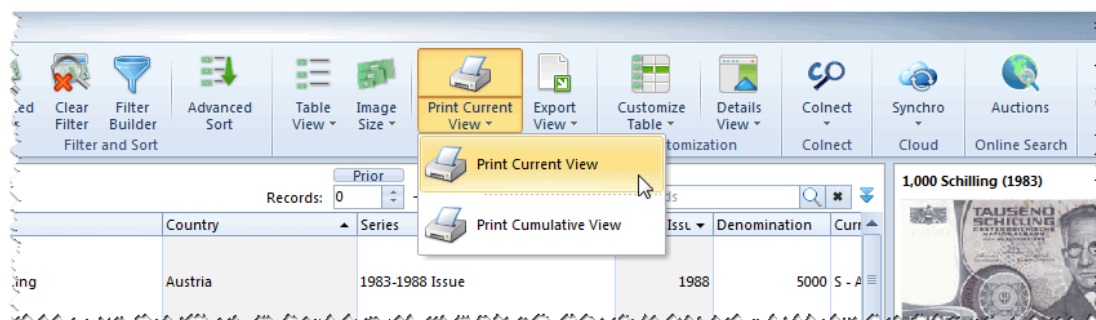 Clear Filter
Filter Builder
Advanced Sort
Table View
Image Size
Print Current View
Export View
Customize Table
Details View
Colnect
Synchro
Auctions
Filter and Sort
Colnect
Cloud
Online Search
Print Current View
Print Cumulative View
Prior
Records: 0
1,000 Schilling (1983)
Country
Series
Denomination
Austria
1983-1988 Issue
1988
5000
S - A
TAUSEND
SCHILLING